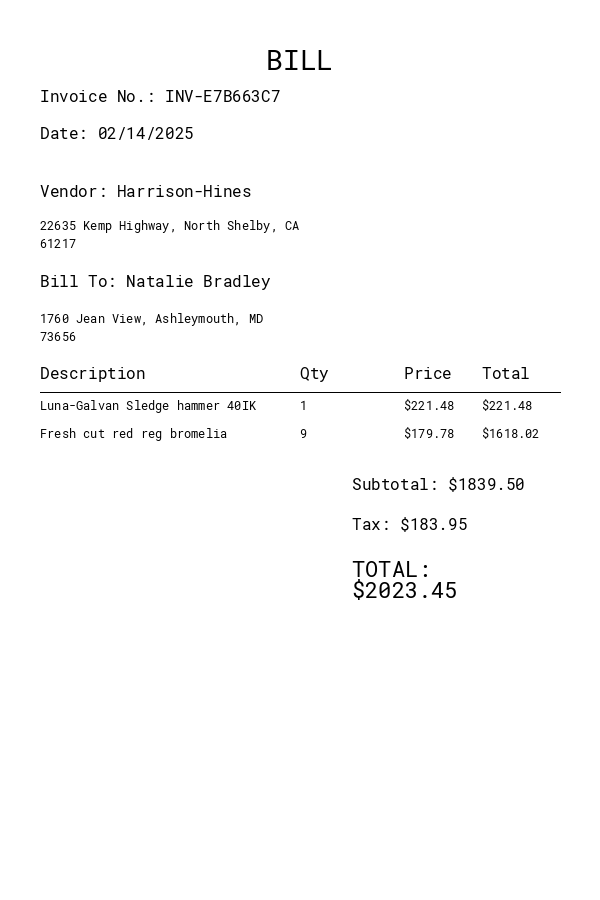 BILL
Invoice No.: INV-E7B663C7
Date: 02/14/2025
Vendor: Harrison-Hines
22635 Kemp Highway, North Shelby, CA
61217
Bill To: Natalie Bradley
1760 Jean View, Ashleymouth, MD
73656
Description Qty Price Total
Luna-Galvan Sledge hammer 40IK 1 $221.48 $221.48
Fresh cut red reg bromelia 9 $179.78 $1618.02
Subtotal: $1839.50
Tax: $183.95
TOTAL:
$2023.45